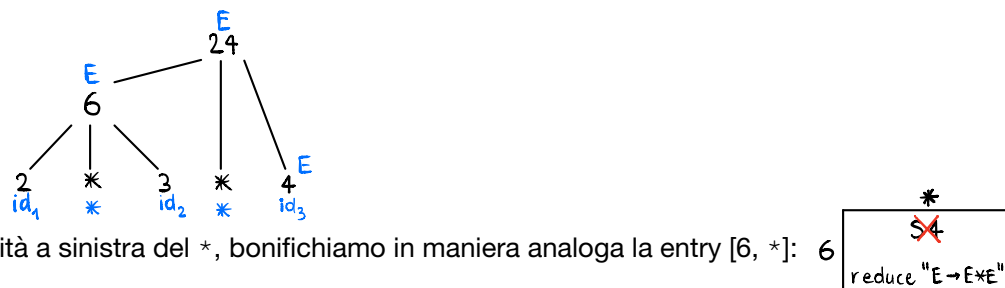 E
24
E
6
2 * 3 * 4 E
id₁ * id₂ * id₃
*
ità a sinistra del *, bonifichiamo in maniera analoga la entry [6, *]: 6 S4
reduce "E→E*E"